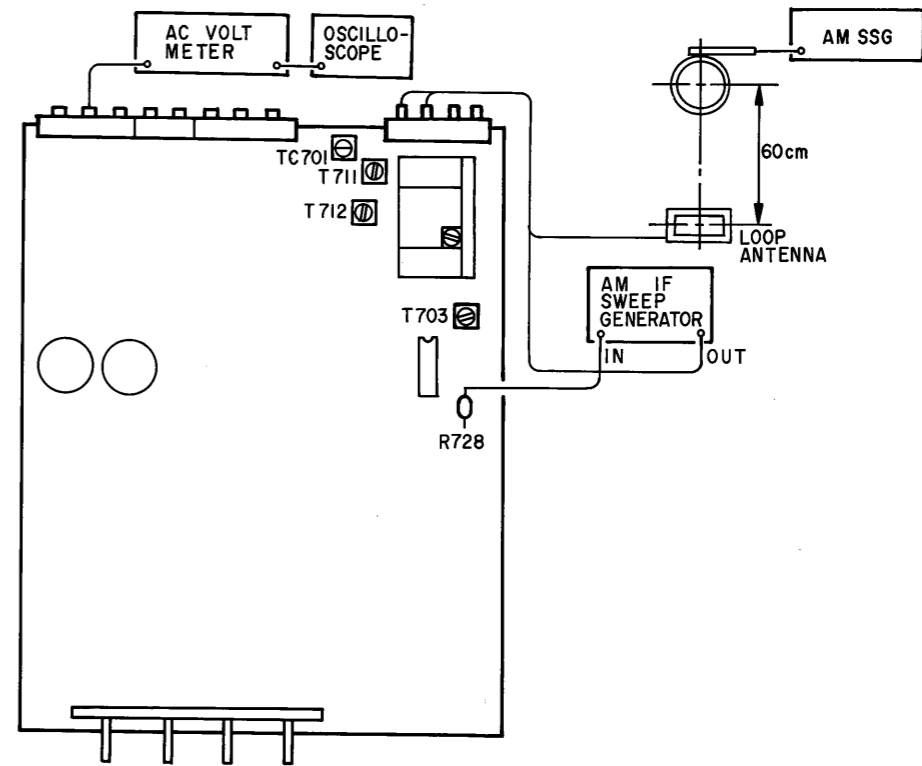 AC VOLT
METER
OSCILLO-
SCOPE
AM SSG
TC701
T711
T712
60cm
LOOP
ANTENNA
AM IF
SWEEP
GENERATOR
T703
IN
OUT
R728